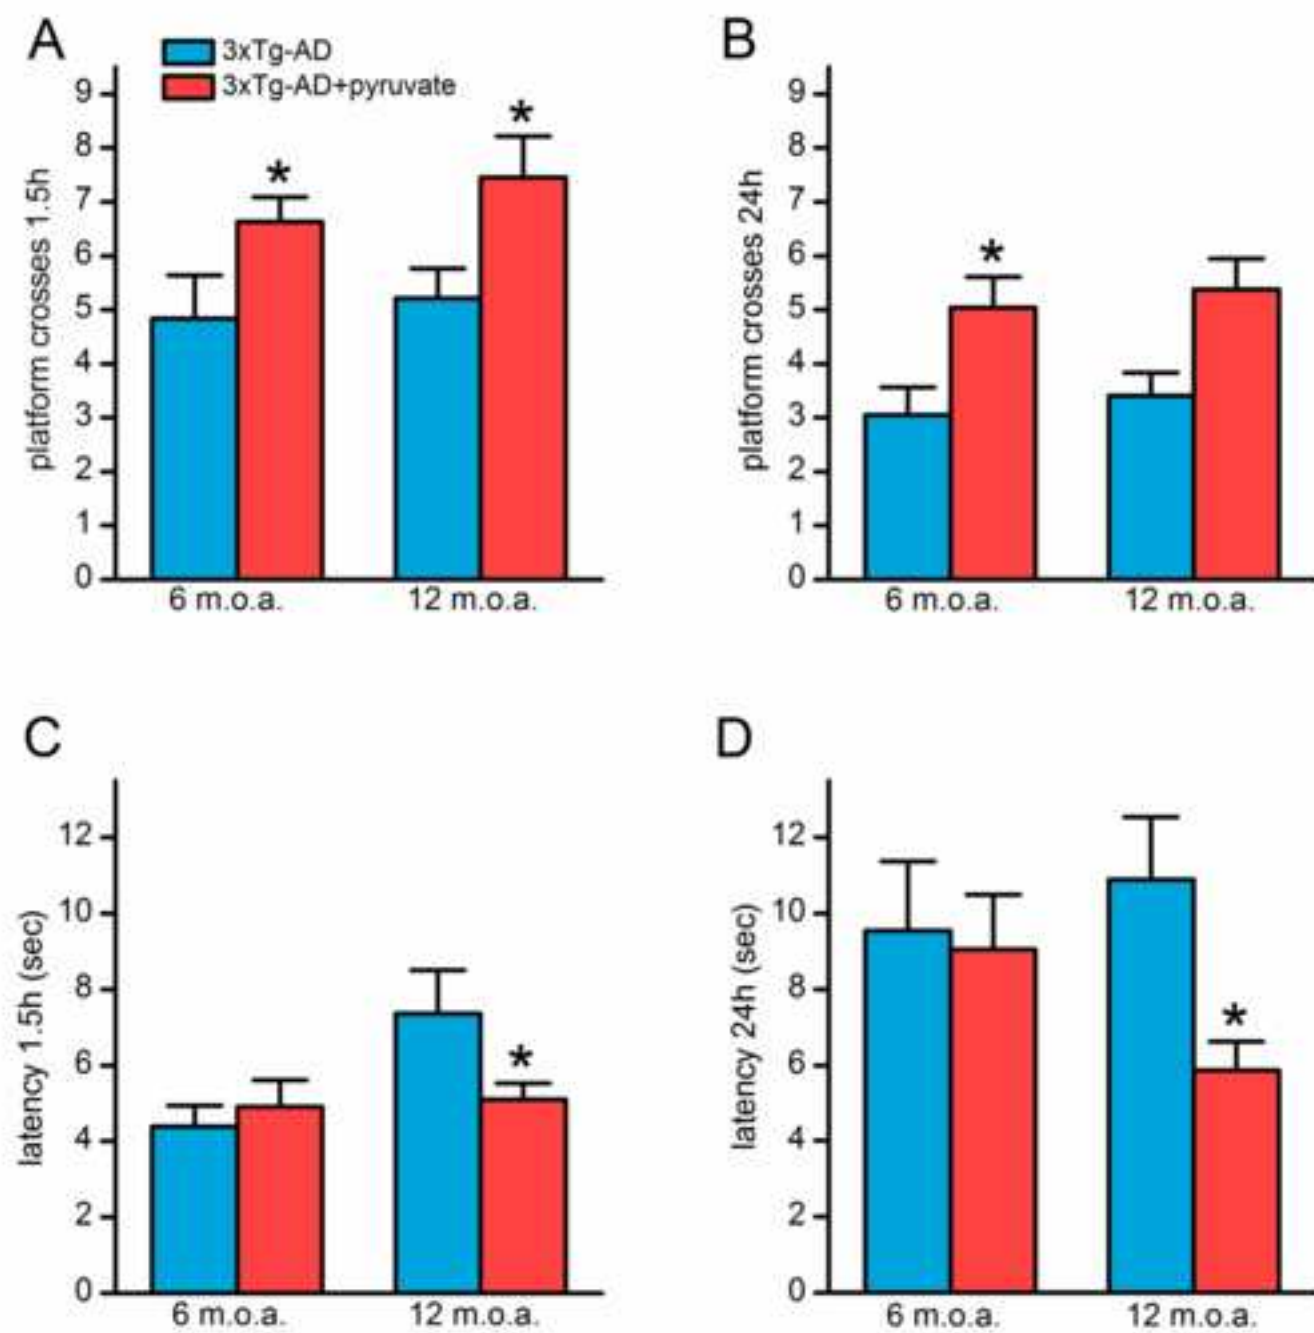 A
3xTg-AD
3xTg-AD+pyruvate
platform crosses 1.5h
9
8
7
6
5
4
3
2
1
0
*
*
6 m.o.a.
12 m.o.a.
B
platform crosses 24h
9
8
7
6
5
4
3
2
1
0
*
6 m.o.a.
12 m.o.a.
C
latency 1.5h (sec)
12
10
8
6
4
2
0
*
6 m.o.a.
12 m.o.a.
D
latency 24h (sec)
12
10
8
6
4
2
0
*
6 m.o.a.
12 m.o.a.